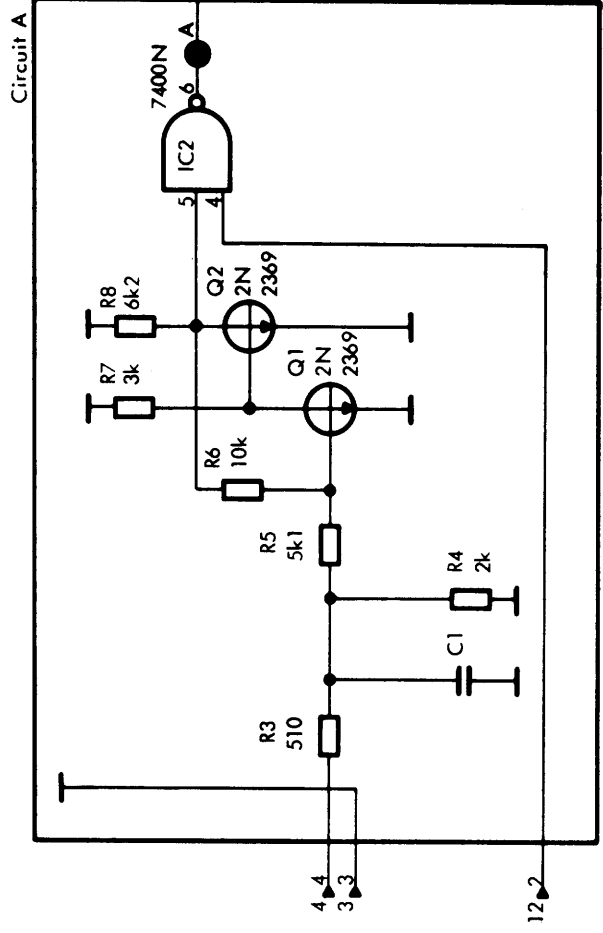 Circuit A
7400N
A
6
IC2
5
4
R8
6k2
R7
3k
Q2
2N
2369
Q1
2N
2369
R6
10k
R5
5k1
R4
2k
C1
R3
510
4 4
3 3
12 2